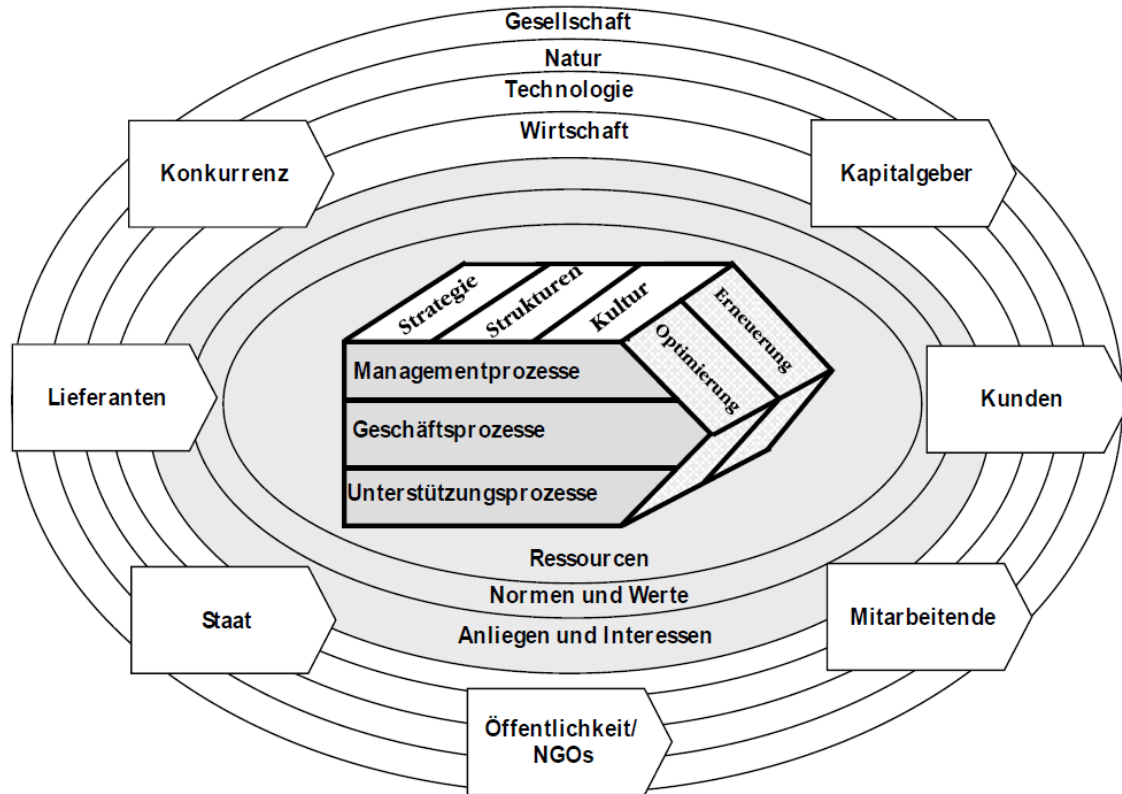 Gesellschaft
Natur
Technologie
Wirtschaft
Konkurrenz
Kapitalgeber
Strategie
Strukturen
Kultur
Erneuerung
Optimierung
Managementprozesse
Lieferanten
Kunden
Geschäftsprozesse
Unterstützungsprozesse
Ressourcen
Normen und Werte
Staat
Mitarbeitende
Anliegen und Interessen
Öffentlichkeit/
NGOs